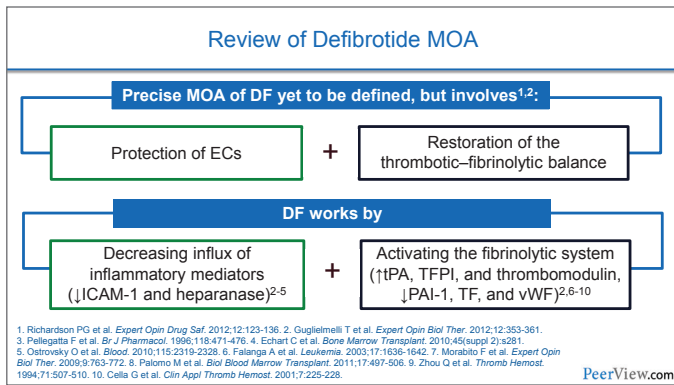 Review of Defibrotide MOA
Precise MOA of DF yet to be defined, but involves1,2:
Protection of ECs
+
Restoration of the
thrombotic–fibrinolytic balance
DF works by
Decreasing influx of
inflammatory mediators
(↓ICAM-1 and heparanase)2-5
+
Activating the fibrinolytic system
(↑tPA, TFPI, and thrombomodulin,
↓PAI-1, TF, and vWF)2,6-10
1. Richardson PG et al. Expert Opin Drug Saf. 2012;12:123-136. 2. Guglielmelli T et al. Expert Opin Biol Ther. 2012;12:353-361.
3. Pellegatta F et al. Br J Pharmacol. 1996;118:471-476. 4. Echart C et al. Bone Marrow Transplant. 2010;45(suppl 2):s281.
5. Ostrovsky O et al. Blood. 2010;115:2319-2328. 6. Falanga A et al. Leukemia. 2003;17:1636-1642. 7. Morabito F et al. Expert Opin
Biol Ther. 2009;9:763-772. 8. Palomo M et al. Biol Blood Marrow Transplant. 2011;17:497-506. 9. Zhou Q et al. Thromb Hemost.
1994;71:507-510. 10. Cella G et al. Clin Appl Thromb Hemost. 2001;7:225-228.
PeerView.com